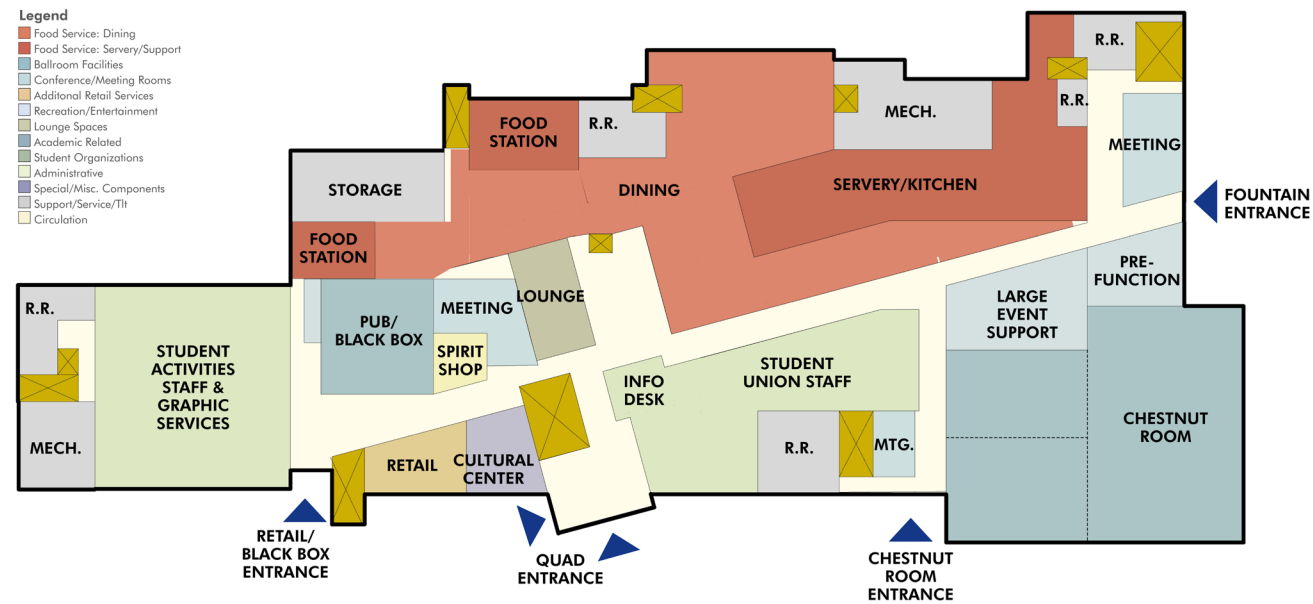 Legend
Food Service: Dining
Food Service: Servery/Support
Ballroom Facilities
Conference/Meeting Rooms
Additonal Retail Services
Recreation/Entertainment
Lounge Spaces
Academic Related
Student Organizations
Administrative
Special/Misc. Components
Support/Service/Tlt
Circulation
R.R.
R.R.
MECH.
FOOD
STATION
R.R.
MEETING
STORAGE
DINING
SERVERY/KITCHEN
FOUNTAIN
ENTRANCE
FOOD
STATION
PRE-
FUNCTION
R.R.
LOUNGE
MEETING
LARGE
EVENT
SUPPORT
PUB/
BLACK BOX
SPIRIT
SHOP
STUDENT
ACTIVITIES
STAFF &
GRAPHIC
SERVICES
STUDENT
UNION STAFF
INFO
DESK
CHESTNUT
ROOM
MECH.
R.R.
MTG.
RETAIL
CULTURAL
CENTER
RETAIL/
BLACK BOX
ENTRANCE
QUAD
ENTRANCE
CHESTNUT
ROOM
ENTRANCE